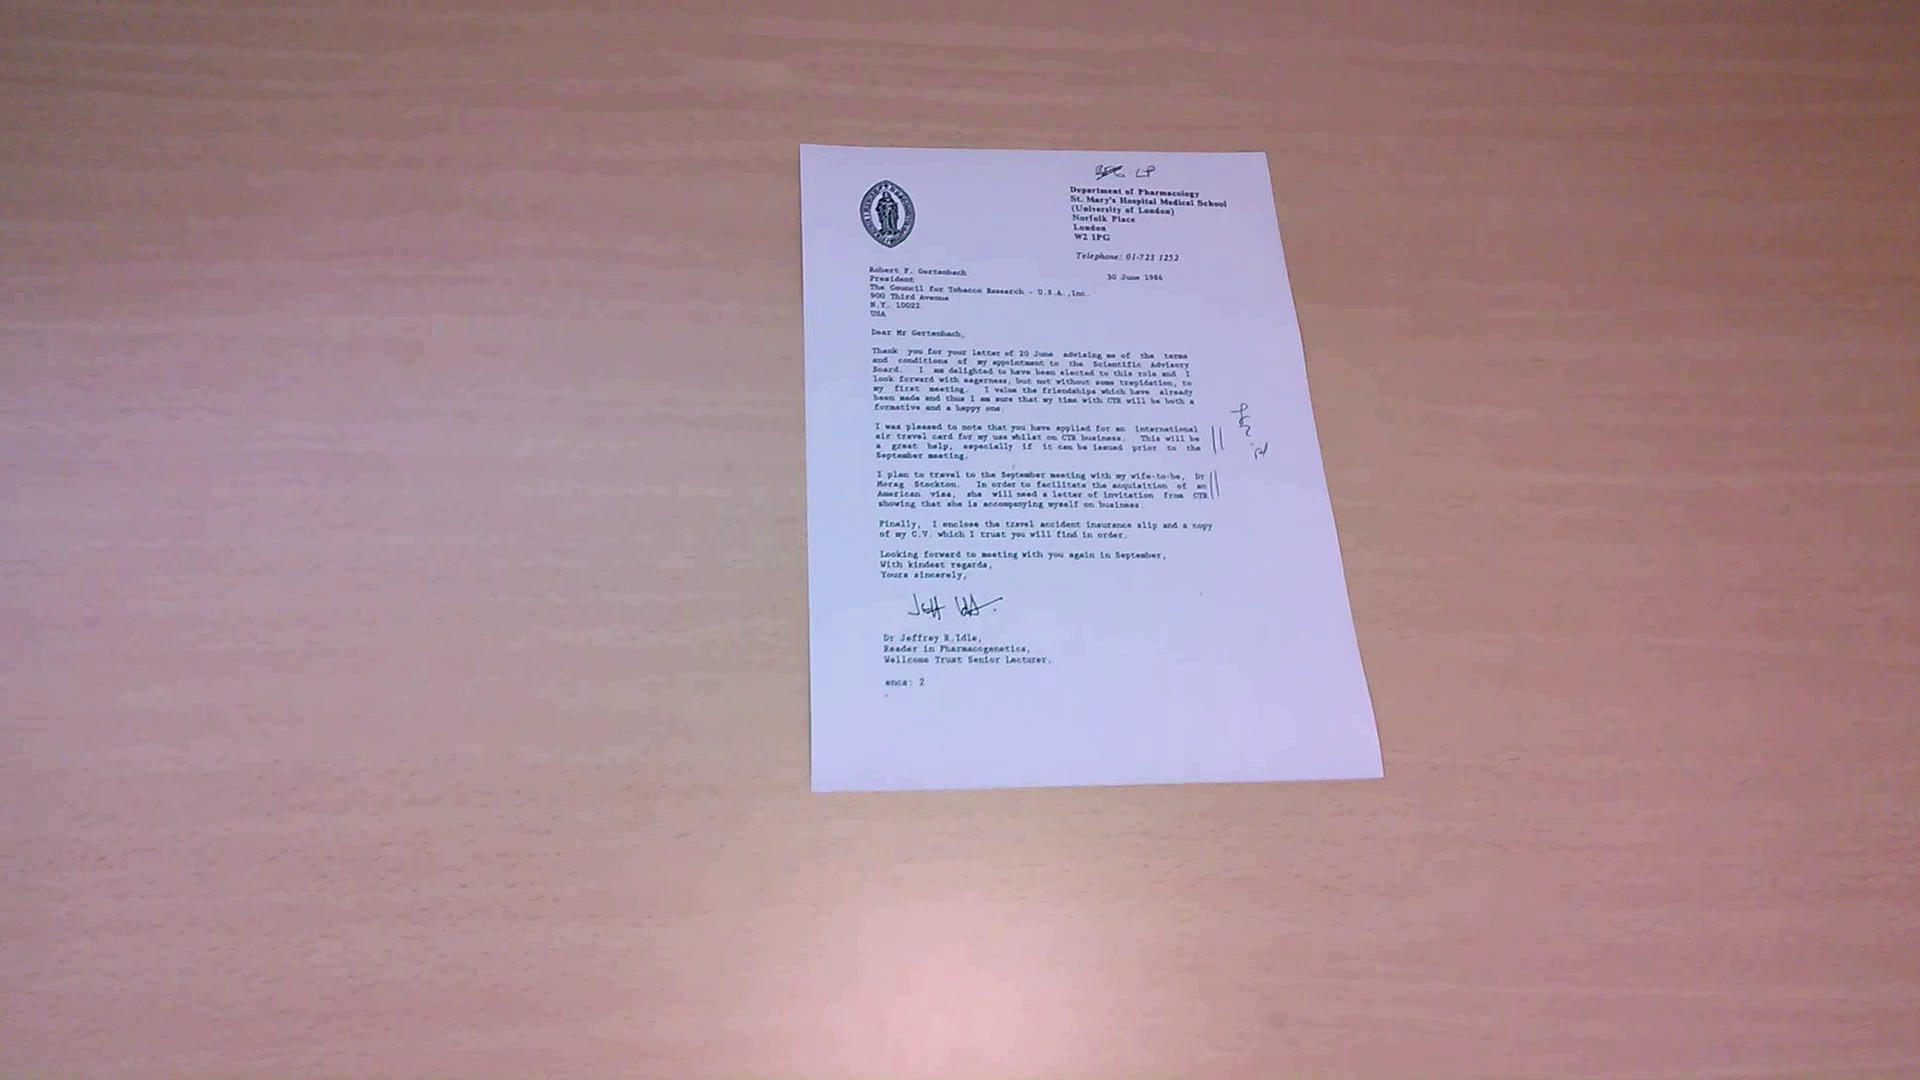 LP
Department of Pharmacology
St. Mary's Hospital Medical School
(University of London)
Norfolk Place
London
W2 1PG
Telephone: 01-723 1252
30 June 1986
Robert F. Gertenbach
President
The Council for Tobacco Research - U.S.A.,Inc.
900 Third Avenue
N.Y. 10022
USA
Dear Mr Gertenbach,
Thank you for your letter of 20 June advising me of the terms
and conditions of my appointment to the Scientific Advisory
Board. I am delighted to have been elected to this role and I
look forward with eagerness, but not without some trepidation, to
my first meeting. I value the friendships which have already
been made and thus I am sure that my time with CTR will be both a
formative and a happy one.
I was pleased to note that you have applied for an international
air travel card for my use whilst on CTR business. This will be
a great help, especially if it can be issued prior to the
September meeting.
I plan to travel to the September meeting with my wife-to-be, Dr
Morag Stockton. In order to facilitate the acquisition of an
American visa, she will need a letter of invitation from CTR
showing that she is accompanying myself on business.
Finally, I enclose the travel accident insurance slip and a copy
of my C.V. which I trust you will find in order.
Looking forward to meeting with you again in September,
With kindest regards,
Yours sincerely,
Dr Jeffrey R.Idle,
Reader in Pharmacogenetics,
Wellcome Trust Senior Lecturer.
encs: 2